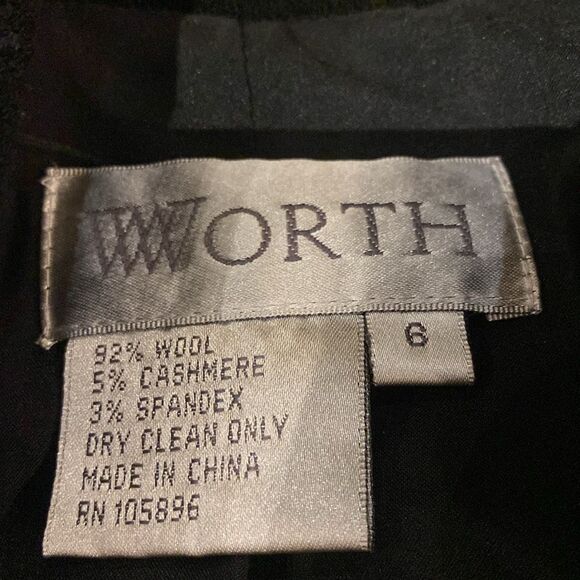 WORTH
6
92% WOOL
5% CASHMERE
3% SPANDEX
DRY CLEAN ONLY
MADE IN CHINA
RN 105896